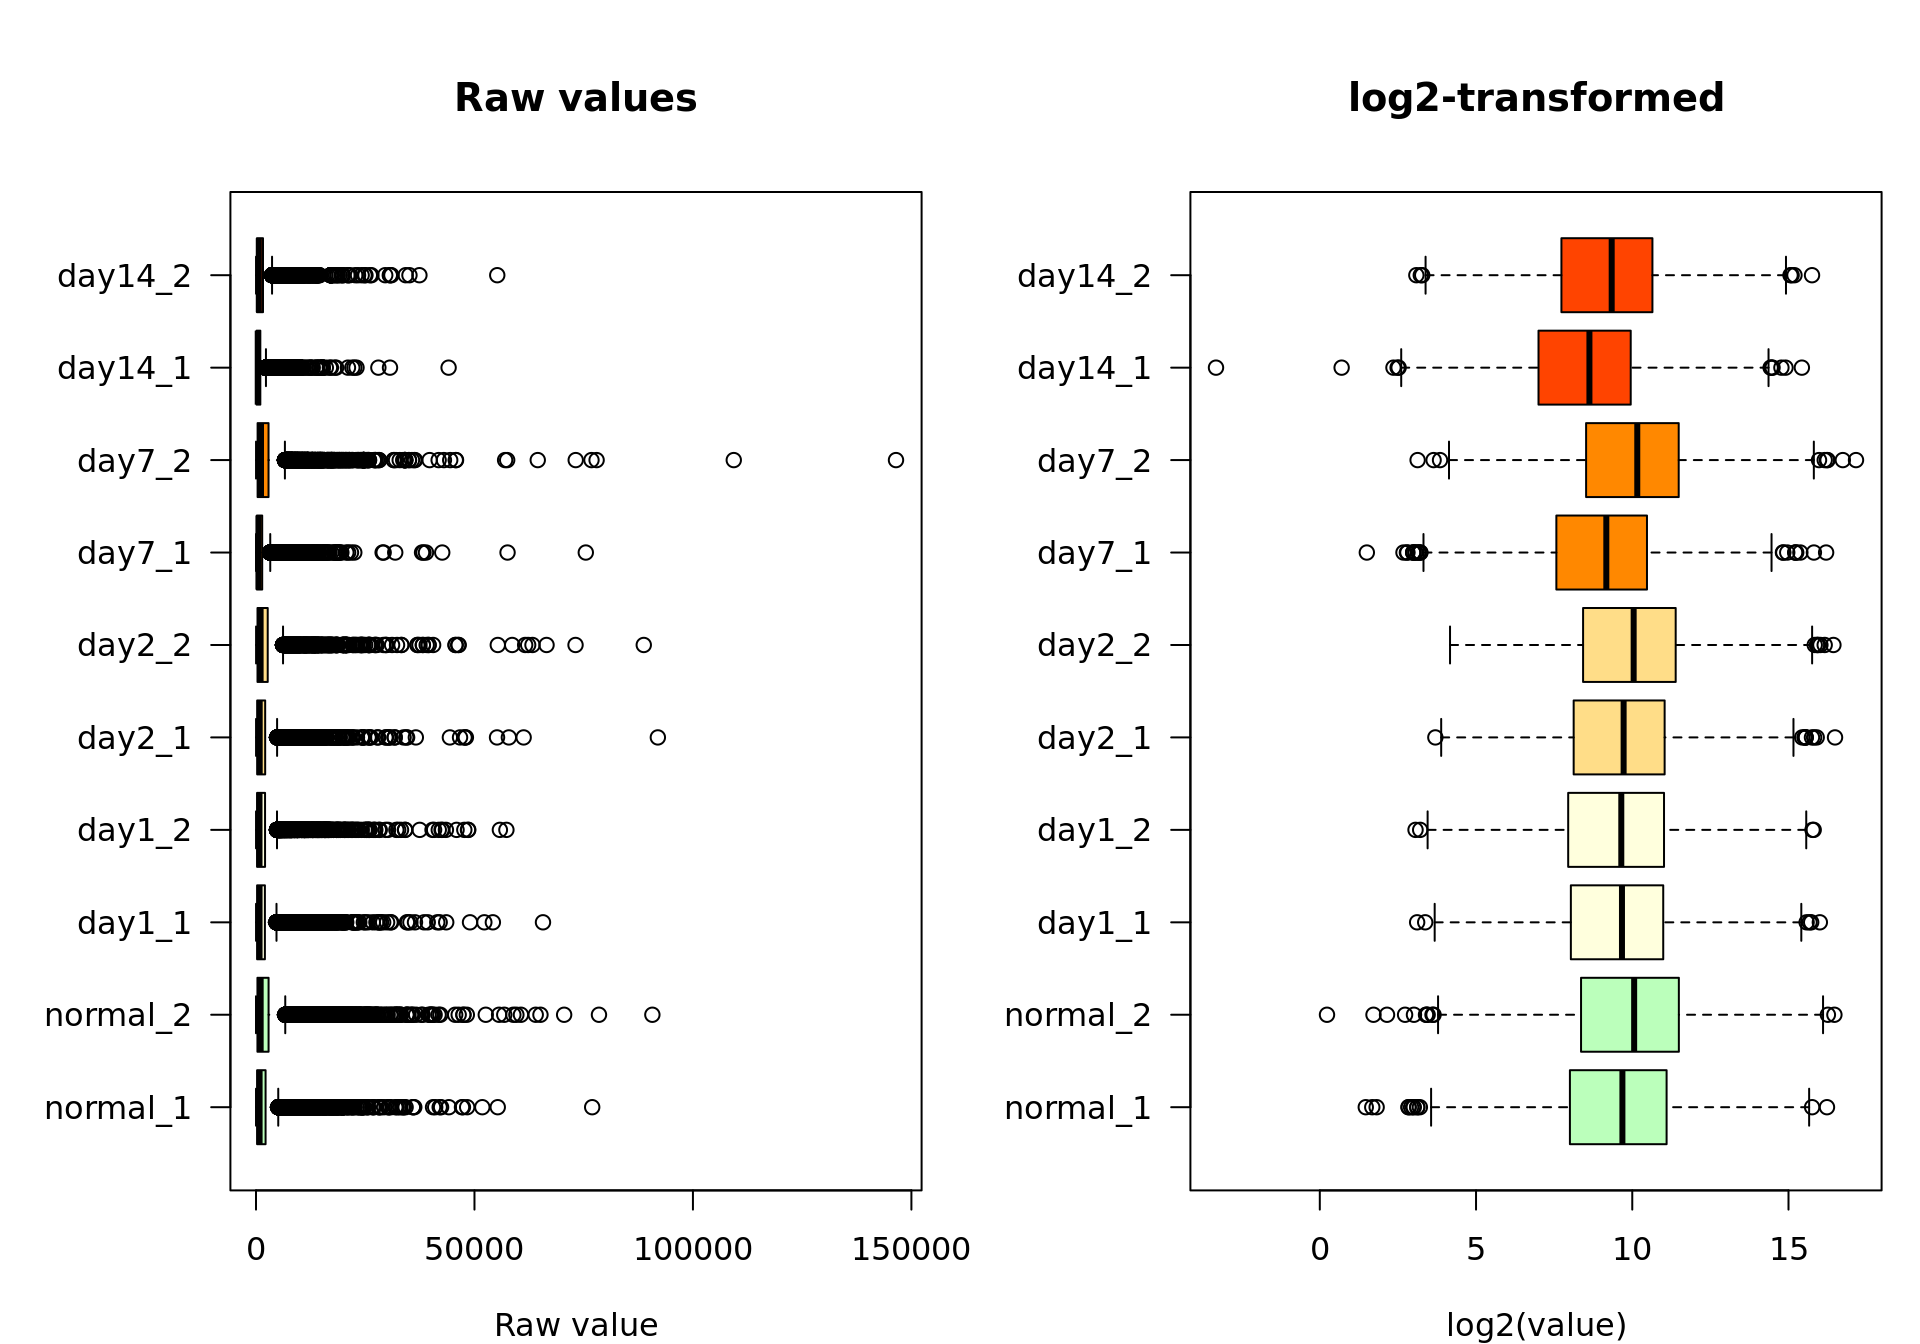 Raw values
day14_2
day14_1
day7_2
day7_1
day2_2
day2_1
day1_2
day1_1
normal_2
normal_1
0 50000 100000 150000
Raw value
log2-transformed
day14_2
day14_1
day7_2
day7_1
day2_2
day2_1
day1_2
day1_1
normal_2
normal_1
0 5 10 15
log2(value)